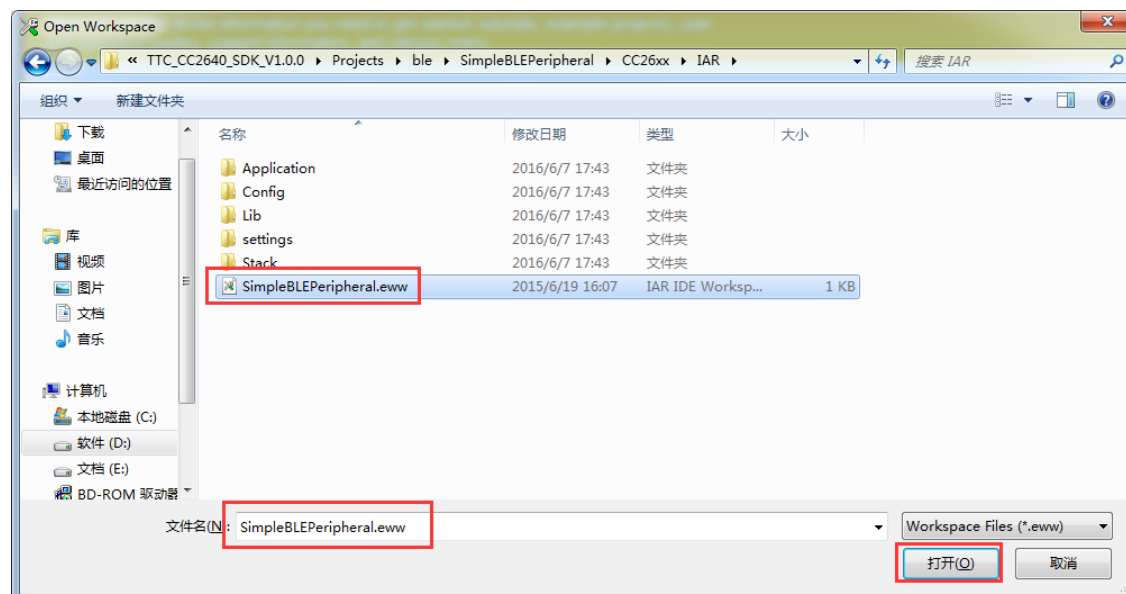 Open Workspace
« TTC_CC2640_SDK_V1.0.0 Projects ble SimpleBLEPeripheral CC26xx IAR 搜索 IAR
组织 新建文件夹
下载
桌面
最近访问的位置
库
视频
图片
文档
音乐
计算机
本地磁盘 (C:)
软件 (D:)
文档 (E:)
BD-ROM 驱动器
名称 修改日期 类型 大小
Application 2016/6/7 17:43 文件夹
Config 2016/6/7 17:43 文件夹
Lib 2016/6/7 17:43 文件夹
settings 2016/6/7 17:43 文件夹
Stack 2016/6/7 17:43 文件夹
SimpleBLEPeripheral.eww 2015/6/19 16:07 IAR IDE Worksp... 1 KB
文件名(N): SimpleBLEPeripheral.eww Workspace Files (*.eww)
打开(O) 取消